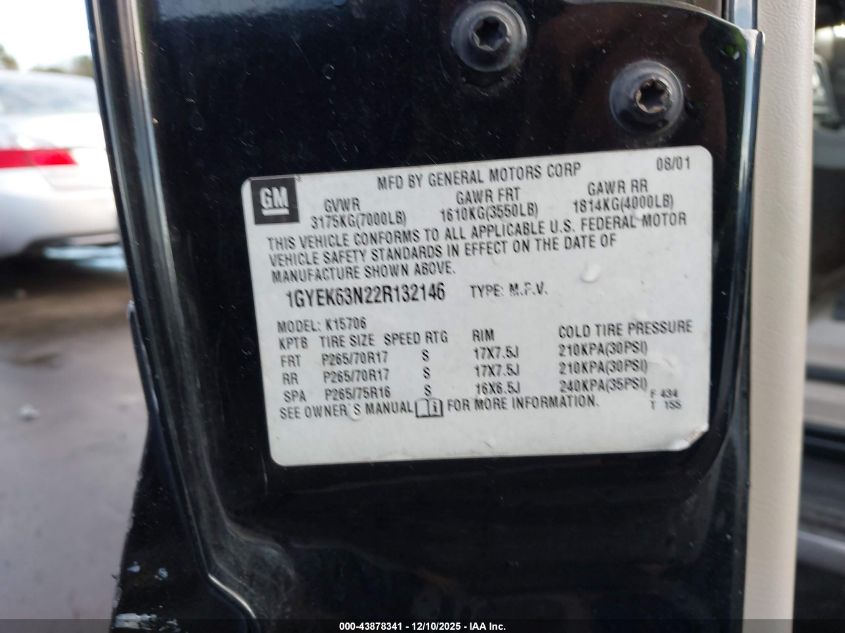 GM
MFD BY GENERAL MOTORS CORP 08/01
GVWR GAWR FRT GAWR RR
3175KG(7000LB) 1610KG(3550LB) 1814KG(4000LB)
THIS VEHICLE CONFORMS TO ALL APPLICABLE U.S. FEDERAL MOTOR
VEHICLE SAFETY STANDARDS IN EFFECT ON THE DATE OF
MANUFACTURE SHOWN ABOVE.
1GYEK63N22R132146 TYPE: M.P.V.
MODEL: K15706
KPTB TIRE SIZE SPEED RTG RIM COLD TIRE PRESSURE
FRT P265/70R17 S 17X7.5J 210KPA(30PSI)
RR P265/70R17 S 17X7.5J 210KPA(30PSI)
SPA P265/75R16 S 16X6.5J 240KPA(35PSI)
SEE OWNER'S MANUAL FOR MORE INFORMATION.
F 434
T 155
000-43878341 / 12/10/2025 - IAA Inc.